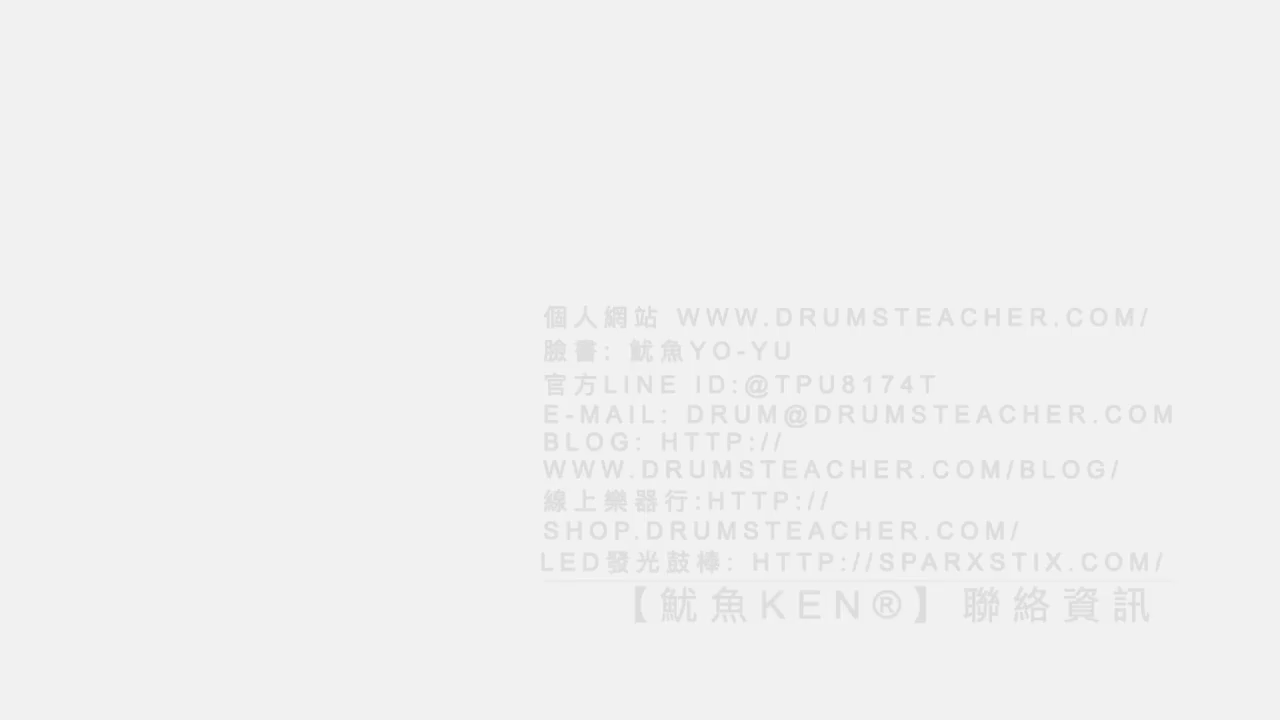 個人網站 WWW.DRUMSTEACHER.COM/
臉書: 魷魚YO-YU
官方LINE ID:@TPU8174T
E-MAIL: DRUM@DRUMSTEACHER.COM
BLOG: HTTP://
WWW.DRUMSTEACHER.COM/BLOG/
線上樂器行:HTTP://
SHOP.DRUMSTEACHER.COM/
LED發光鼓棒: HTTP://SPARXSTIX.COM/
【魷魚KEN®】聯絡資訊